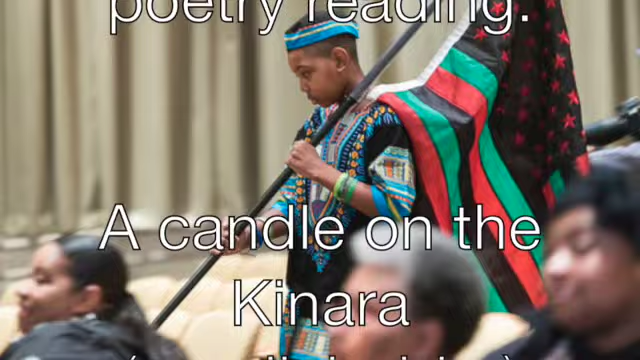 poetry reading.
A candle on the
Kinara